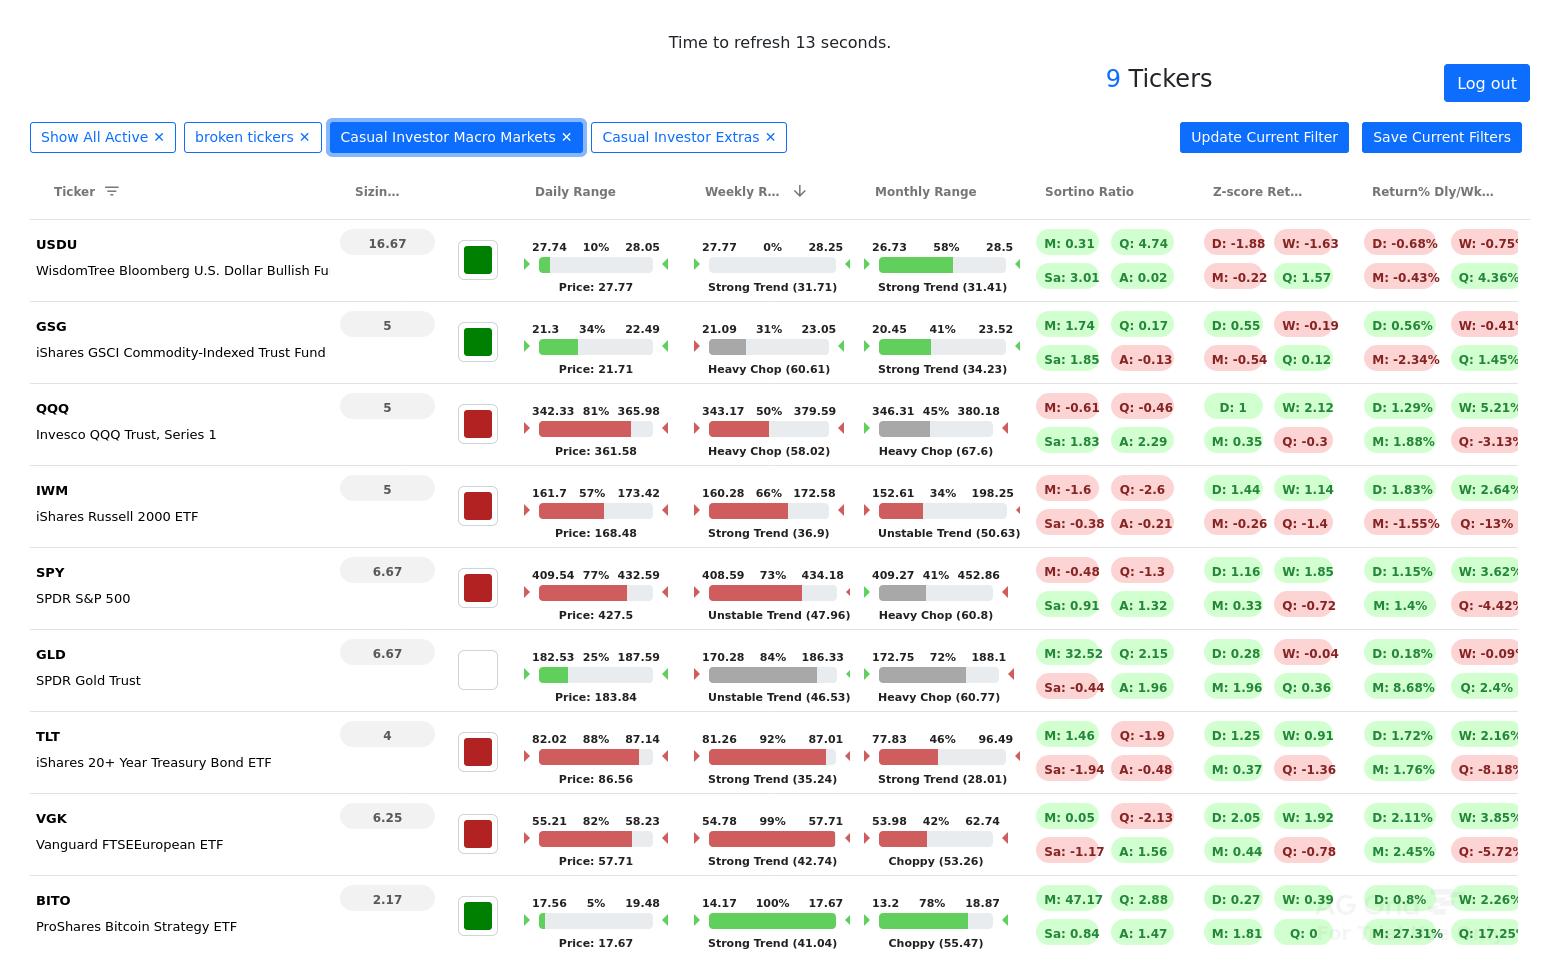 Time to refresh 13 seconds.
9 Tickers
Log out
Show All Active ✕ broken tickers ✕ Casual Investor Macro Markets ✕ Casual Investor Extras ✕ Update Current Filter Save Current Filters
Ticker Sizin... Daily Range Weekly R... Monthly Range Sortino Ratio Z-score Ret... Return% Dly/Wk...
USDU 16.67 27.74 10% 28.05 27.77 0% 28.25 26.73 58% 28.5 M: 0.31 Q: 4.74 D: -1.88 W: -1.63 D: -0.68% W: -0.75%
WisdomTree Bloomberg U.S. Dollar Bullish Fu Sa: 3.01 A: 0.02 M: -0.22 Q: 1.57 M: -0.43% Q: 4.36%
Price: 27.77 Strong Trend (31.71) Strong Trend (31.41)
GSG 5 21.3 34% 22.49 21.09 31% 23.05 20.45 41% 23.52 M: 1.74 Q: 0.17 D: 0.55 W: -0.19 D: 0.56% W: -0.41%
iShares GSCI Commodity-Indexed Trust Fund Sa: 1.85 A: -0.13 M: -0.54 Q: 0.12 M: -2.34% Q: 1.45%
Price: 21.71 Heavy Chop (60.61) Strong Trend (34.23)
QQQ 5 342.33 81% 365.98 343.17 50% 379.59 346.31 45% 380.18 M: -0.61 Q: -0.46 D: 1 W: 2.12 D: 1.29% W: 5.21%
Invesco QQQ Trust, Series 1 Sa: 1.83 A: 2.29 M: 0.35 Q: -0.3 M: 1.88% Q: -3.13%
Price: 361.58 Heavy Chop (58.02) Heavy Chop (67.6)
IWM 5 161.7 57% 173.42 160.28 66% 172.58 152.61 34% 198.25 M: -1.6 Q: -2.6 D: 1.44 W: 1.14 D: 1.83% W: 2.64%
iShares Russell 2000 ETF Sa: -0.38 A: -0.21 M: -0.26 Q: -1.4 M: -1.55% Q: -13%
Price: 168.48 Strong Trend (36.9) Unstable Trend (50.63)
SPY 6.67 409.54 77% 432.59 408.59 73% 434.18 409.27 41% 452.86 M: -0.48 Q: -1.3 D: 1.16 W: 1.85 D: 1.15% W: 3.62%
SPDR S&P 500 Sa: 0.91 A: 1.32 M: 0.33 Q: -0.72 M: 1.4% Q: -4.42%
Price: 427.5 Unstable Trend (47.96) Heavy Chop (60.8)
GLD 6.67 182.53 25% 187.59 170.28 84% 186.33 172.75 72% 188.1 M: 32.52 Q: 2.15 D: 0.28 W: -0.04 D: 0.18% W: -0.09%
SPDR Gold Trust Sa: -0.44 A: 1.96 M: 1.96 Q: 0.36 M: 8.68% Q: 2.4%
Price: 183.84 Unstable Trend (46.53) Heavy Chop (60.77)
TLT 4 82.02 88% 87.14 81.26 92% 87.01 77.83 46% 96.49 M: 1.46 Q: -1.9 D: 1.25 W: 0.91 D: 1.72% W: 2.16%
iShares 20+ Year Treasury Bond ETF Sa: -1.94 A: -0.48 M: 0.37 Q: -1.36 M: 1.76% Q: -8.18%
Price: 86.56 Strong Trend (35.24) Strong Trend (28.01)
VGK 6.25 55.21 82% 58.23 54.78 99% 57.71 53.98 42% 62.74 M: 0.05 Q: -2.13 D: 2.05 W: 1.92 D: 2.11% W: 3.85%
Vanguard FTSEEuropean ETF Sa: -1.17 A: 1.56 M: 0.44 Q: -0.78 M: 2.45% Q: -5.72%
Price: 57.71 Strong Trend (42.74) Choppy (53.26)
BITO 2.17 17.56 5% 19.48 14.17 100% 17.67 13.2 78% 18.87 M: 47.17 Q: 2.88 D: 0.27 W: 0.39 D: 0.8% W: 2.26%
ProShares Bitcoin Strategy ETF Sa: 0.84 A: 1.47 M: 1.81 Q: 0 M: 27.31% Q: 17.25%
Price: 17.67 Strong Trend (41.04) Choppy (55.47)